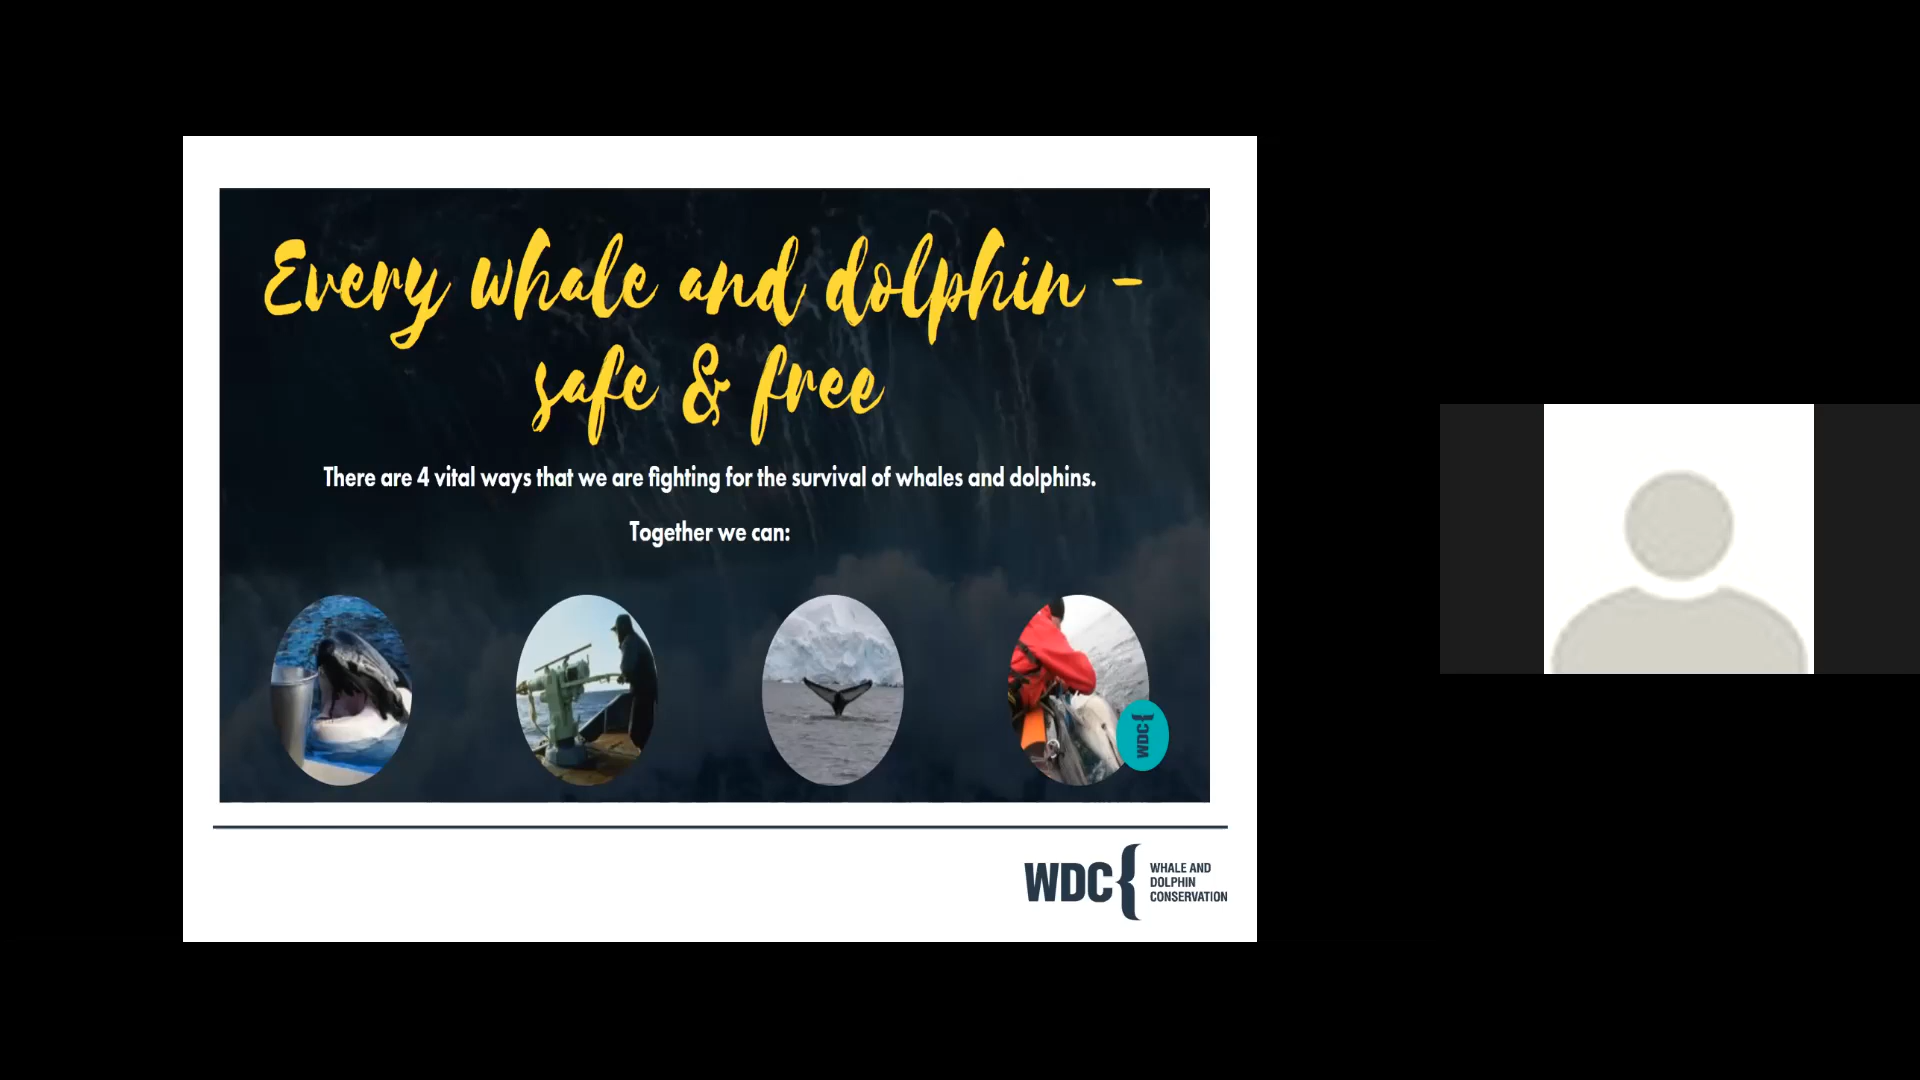 Every whale and dolphin -
safe & free
There are 4 vital ways that we are fighting for the survival of whales and dolphins.
Together we can:
WDC{
WDC{
WHALE AND
DOLPHIN
CONSERVATION